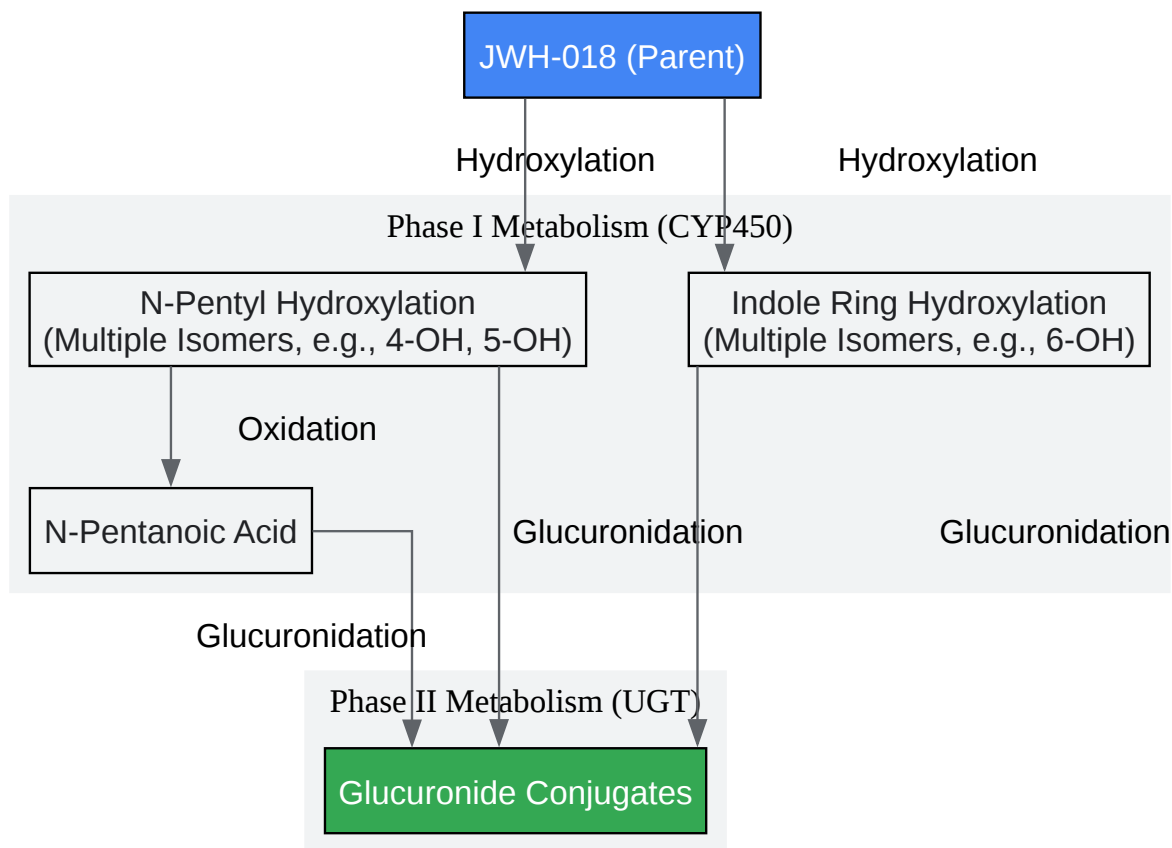 JWH-018 (Parent)
Hydroxylation
Hydroxylation
Phase I Metabolism (CYP450)
N-Pentyl Hydroxylation
(Multiple Isomers, e.g., 4-OH, 5-OH)
Indole Ring Hydroxylation
(Multiple Isomers, e.g., 6-OH)
Oxidation
N-Pentanoic Acid
Glucuronidation
Glucuronidation
Glucuronidation
Phase II Metabolism (UGT)
Glucuronide Conjugates